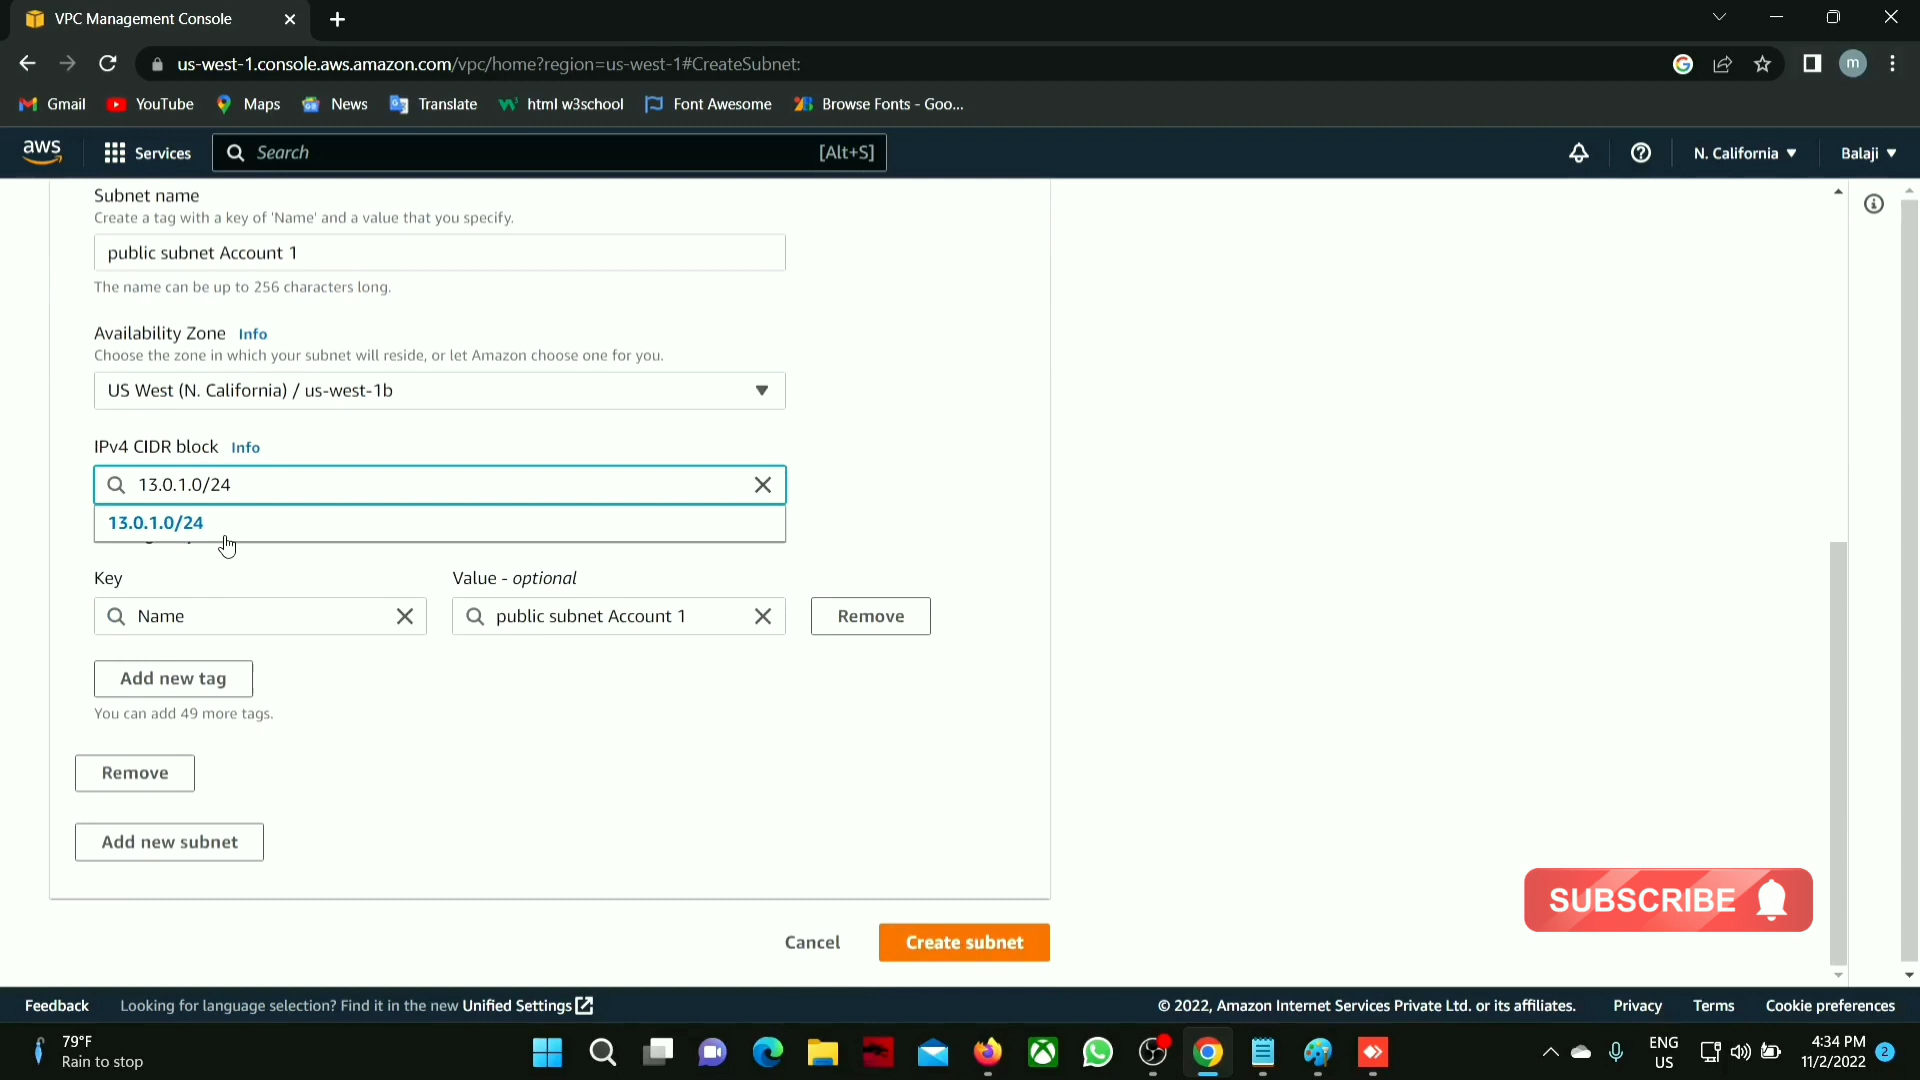 VPC Management Console
us-west-1.console.aws.amazon.com/vpc/home?region=us-west-1#CreateSubnet:
m
Gmail YouTube Maps News Translate html w3school Font Awesome Browse Fonts - Goo...
aws Services Search [Alt+S] N. California Balaji
Subnet name
Create a tag with a key of 'Name' and a value that you specify.
public subnet Account 1
The name can be up to 256 characters long.
Availability Zone Info
Choose the zone in which your subnet will reside, or let Amazon choose one for you.
US West (N. California) / us-west-1b
IPv4 CIDR block Info
13.0.1.0/24
13.0.1.0/24
Key Value - optional
Name public subnet Account 1 Remove
Add new tag
You can add 49 more tags.
Remove
Add new subnet
SUBSCRIBE
Cancel Create subnet
Feedback Looking for language selection? Find it in the new Unified Settings © 2022, Amazon Internet Services Private Ltd. or its affiliates. Privacy Terms Cookie preferences
79°F
Rain to stop
ENG
US
4:34 PM
11/2/2022
2